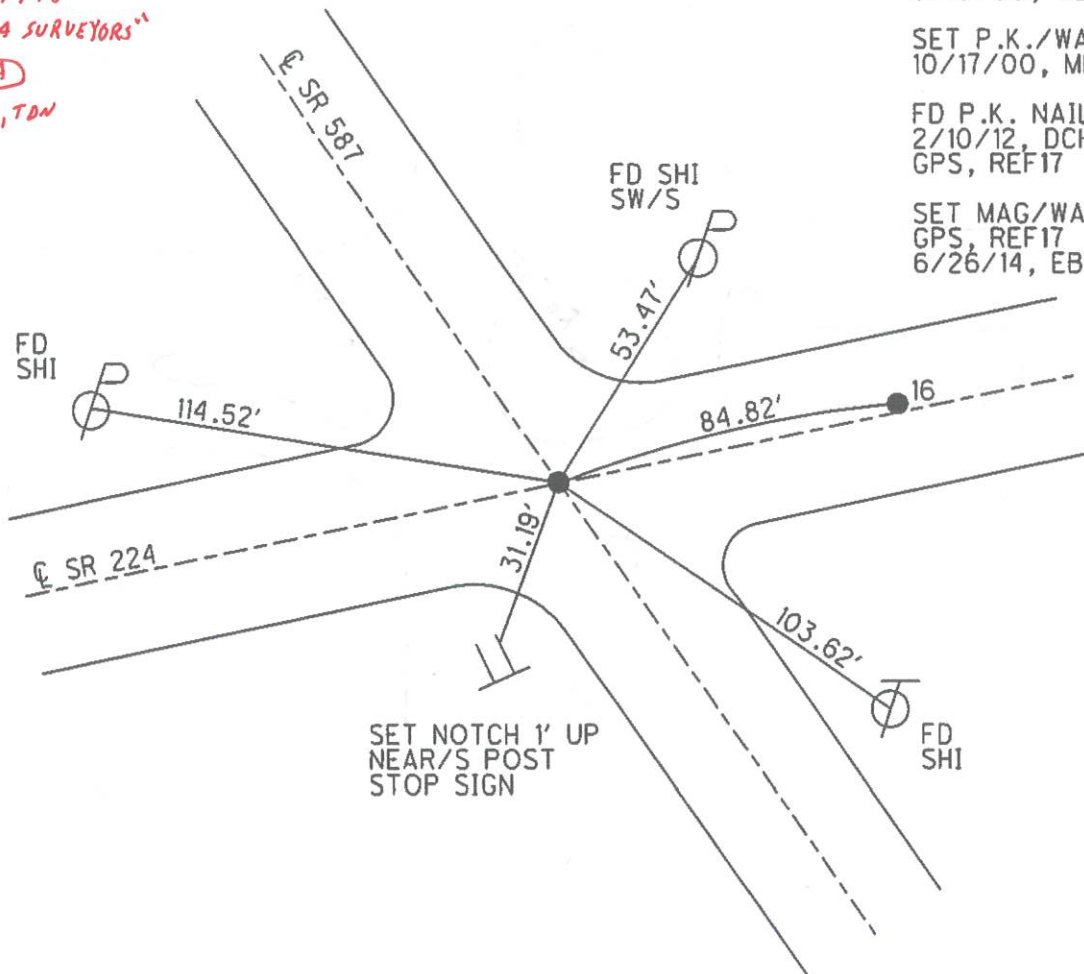 4 SURVEYORS"
, TDN
SET P.K./WA
10/17/00, M
FD P.K. NAIL
2/10/12, DCH
GPS, REF17
SET MAG/WA
GPS, REF17
6/26/14, EB
℄ SR 587
FD SHI
SW/S
53.47'
FD
SHI
114.52'
84.82'
16
℄ SR 224
31.19'
103.62'
SET NOTCH 1' UP
NEAR/S POST
STOP SIGN
FD
SHI